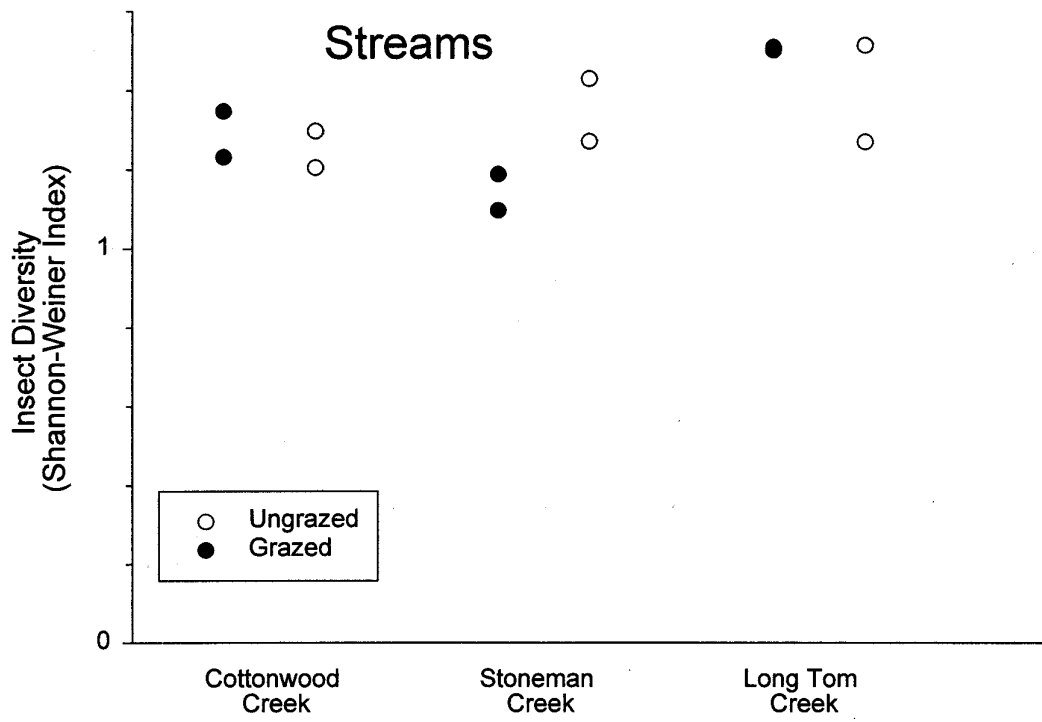 Streams
Insect Diversity
(Shannon-Weiner Index)
1
0
Ungrazed
Grazed
Cottonwood
Creek
Stoneman
Creek
Long Tom
Creek